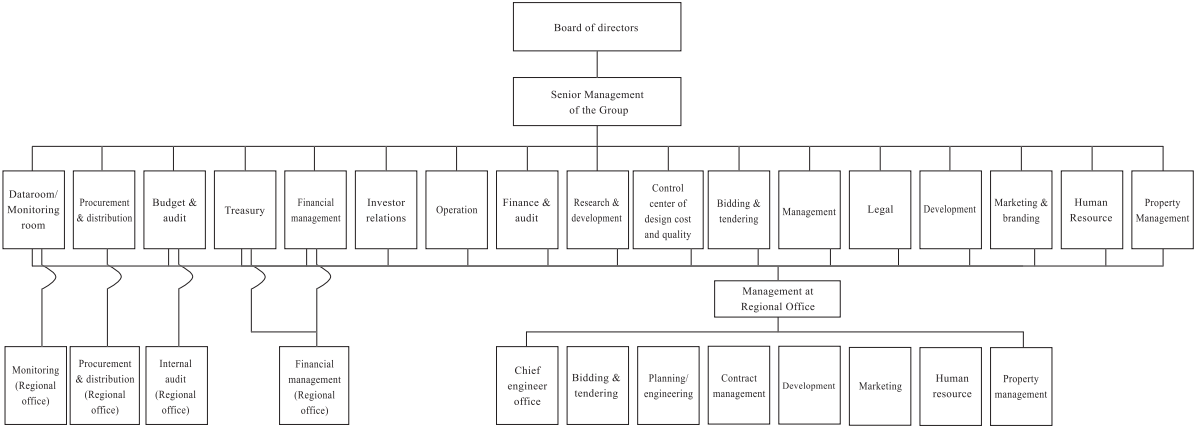 Board of directors
Senior Management
of the Group
Dataroom/
Monitoring
room
Procurement
& distribution
Budget &
audit
Treasury
Financial
management
Investor
relations
Operation
Finance &
audit
Research &
development
Control
center of
design cost
and quality
Bidding &
tendering
Management
Legal
Development
Marketing &
branding
Human
Resource
Property
Management
Management at
Regional Office
Monitoring
(Regional
office)
Procurement
& distribution
(Regional
office)
Internal
audit
(Regional
office)
Financial
management
(Regional
office)
Chief
engineer
office
Bidding &
tendering
Planning/
engineering
Contract
management
Development
Marketing
Human
resource
Property
management